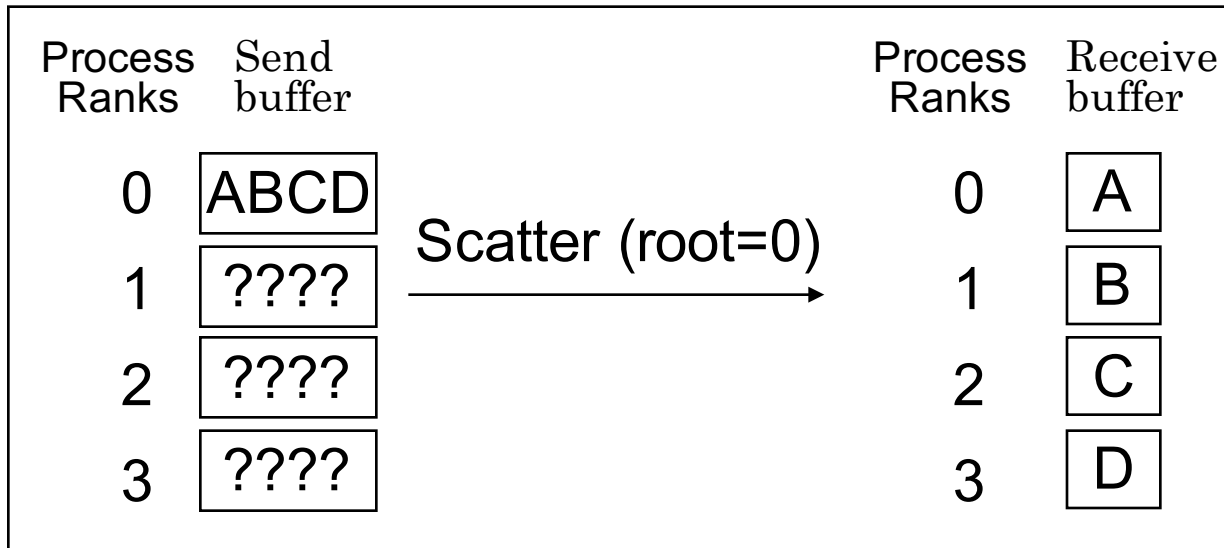 Process Send Process Receive
Ranks buffer Ranks buffer
0 ABCD 0 A
Scatter (root=0)
1 ???? 1 B
2 ???? 2 C
3 ???? 3 D